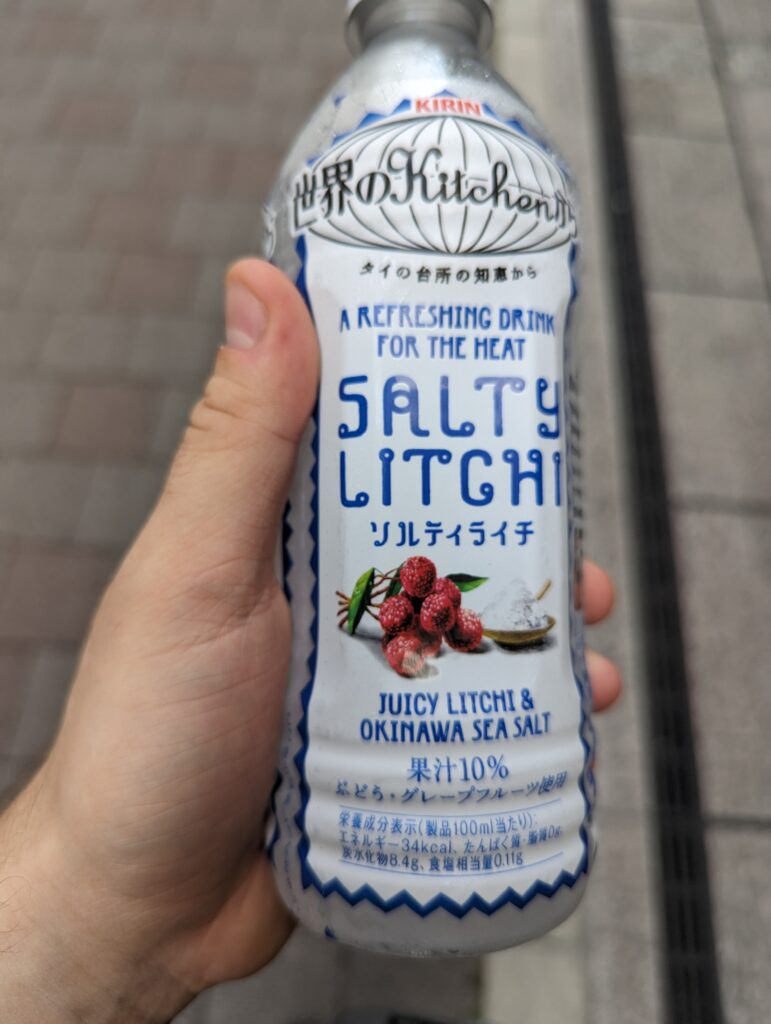 KIRIN
世界のKitchenか
タイの台所の知恵から
A REFRESHING DRINK
FOR THE HEAT
SALTY
LITCHI
ソルティライチ
JUICY LITCHI &
OKINAWA SEA SALT
果汁10%
ぶどう・グレープフルーツ使用
栄養成分表示(製品100ml当たり):
エネルギー34kcal、たんぱく質・脂質0g、
炭水化物8.4g、食塩相当量0.11g